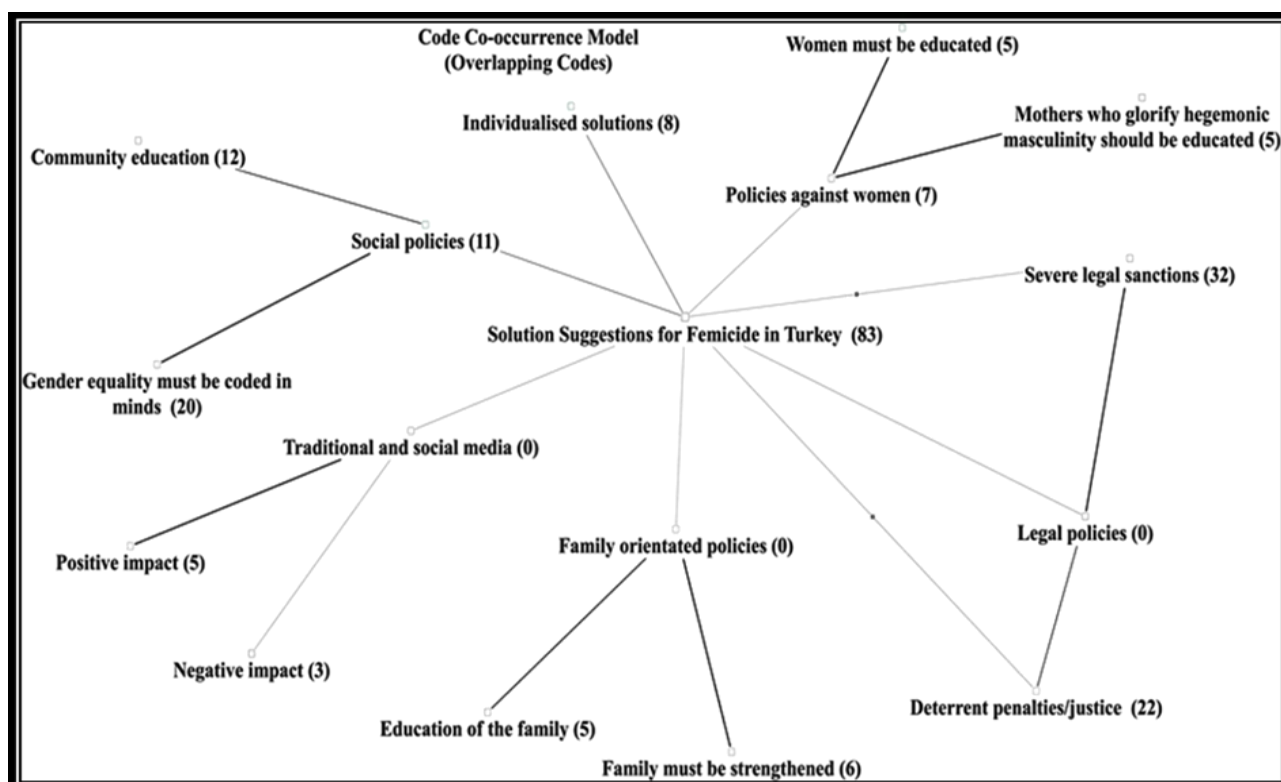 Code Co-occurrence Model
(Overlapping Codes)
Women must be educated (5)
Individualised solutions (8)
Mothers who glorify hegemonic
masculinity should be educated (5)
Community education (12)
Policies against women (7)
Social policies (11)
Severe legal sanctions (32)
Solution Suggestions for Femicide in Turkey (83)
Gender equality must be coded in
minds (20)
Traditional and social media (0)
Positive impact (5)
Family orientated policies (0)
Legal policies (0)
Negative impact (3)
Education of the family (5)
Deterrent penalties/justice (22)
Family must be strengthened (6)